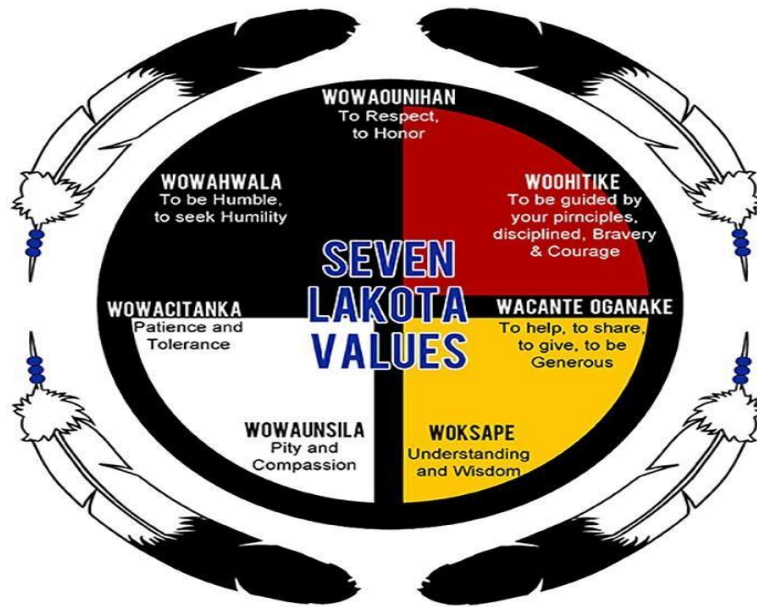 WOWAOUNIHAN
To Respect,
to Honor
WOWAHWALA
To be Humble,
to seek Humility
WOOHITIKE
To be guided by
your pirnciples,
disciplined, Bravery
& Courage
SEVEN
LAKOTA
VALUES
WOWACITANKA
Patience and
Tolerance
WACANTE OGANAKE
To help, to share,
to give, to be
Generous
WOWAUNSILA
Pity and
Compassion
WOKSAPE
Understanding
and Wisdom